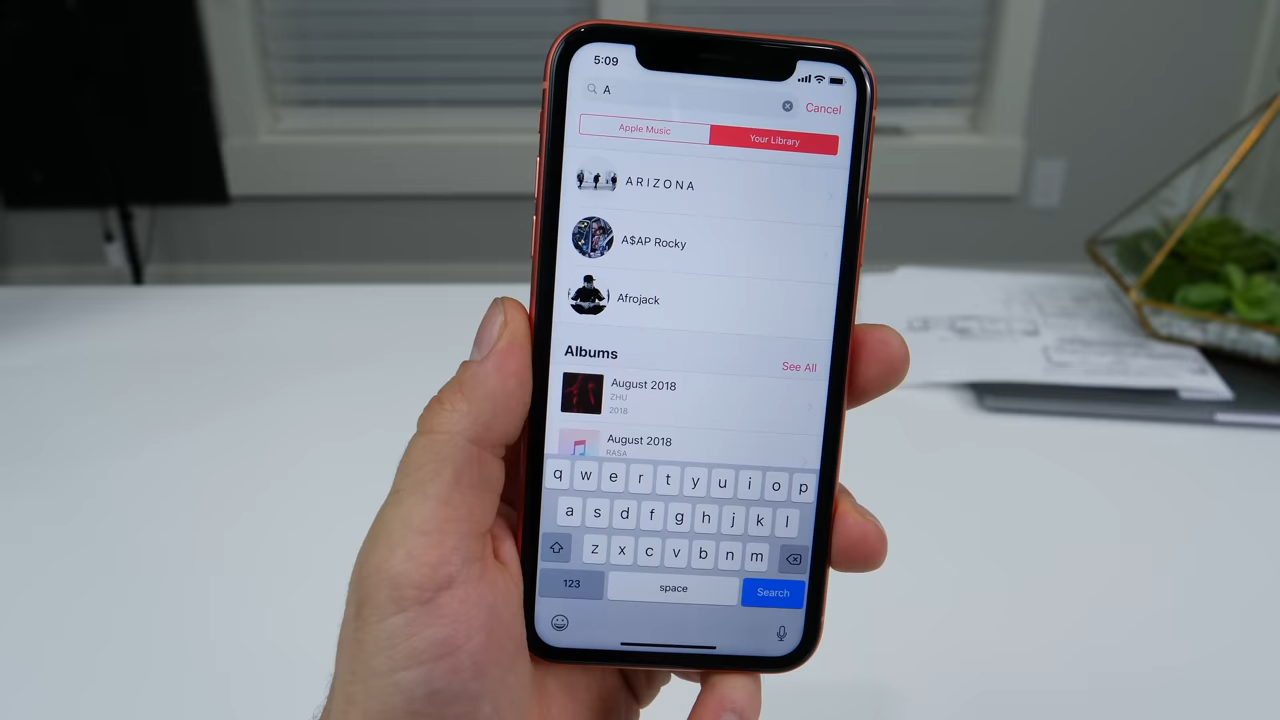 5:09
A
Cancel
Apple Music
Your Library
A R I Z O N A
A$AP Rocky
Afrojack
Albums
See All
August 2018
ZHU
2018
August 2018
RASA
q w e r t y u i o p
a s d f g h j k l
z x c v b n m
123
space
Search